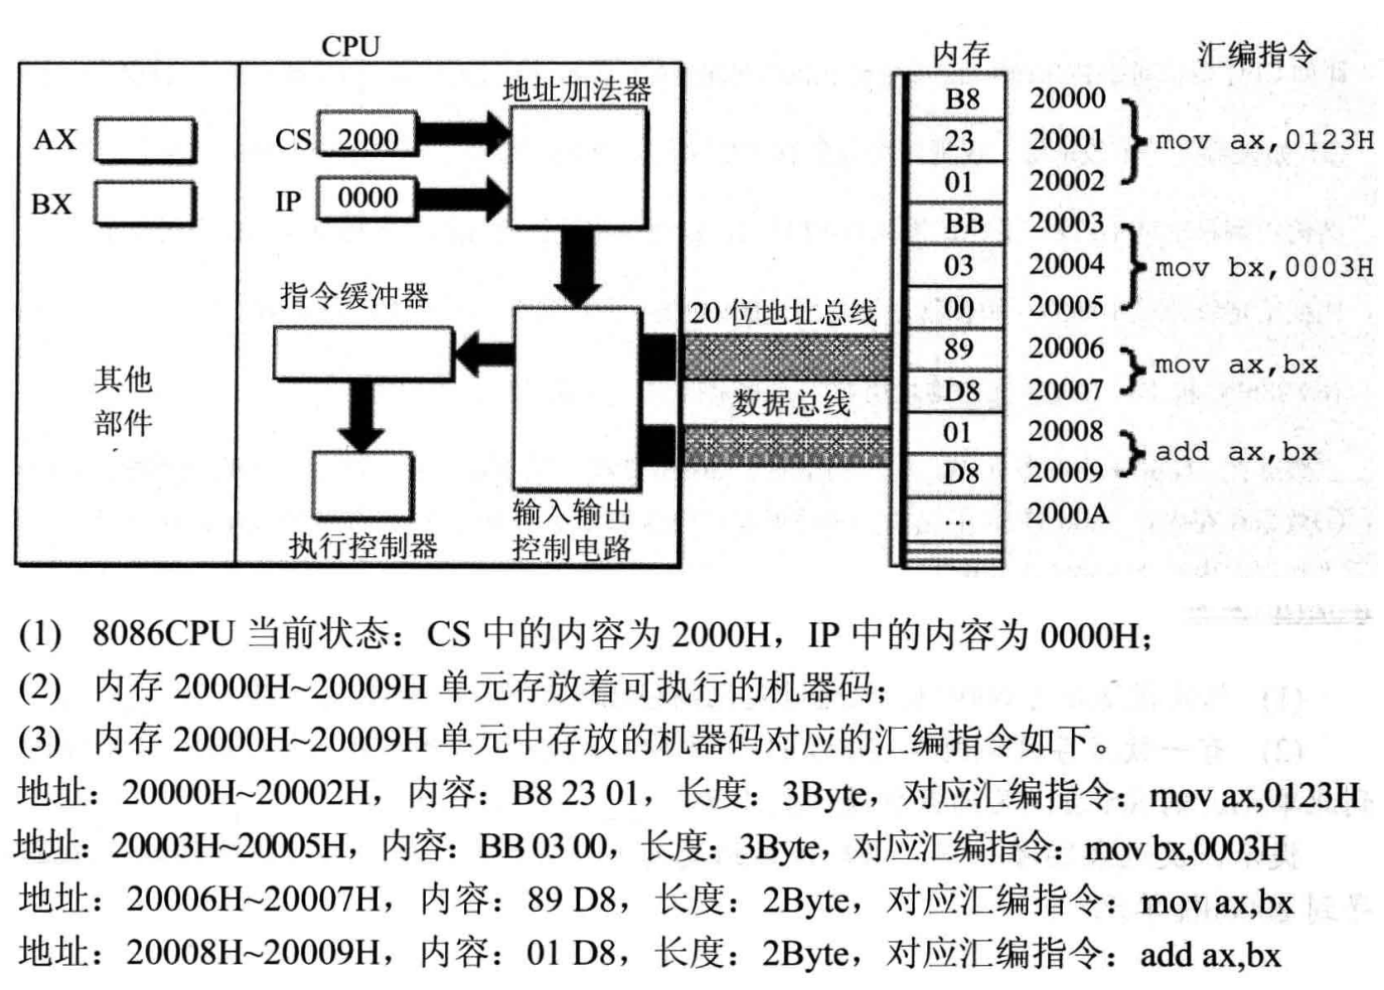 CPU
内存
汇编指令
地址加法器
AX
BX
CS 2000
IP 0000
指令缓冲器
其他
部件
执行控制器
输入输出
控制电路
20 位地址总线
数据总线
B8 20000
23 20001 mov ax,0123H
01 20002
BB 20003
03 20004 mov bx,0003H
00 20005
89 20006 mov ax,bx
D8 20007
01 20008 add ax,bx
D8 20009
... 2000A
(1) 8086CPU 当前状态：CS 中的内容为 2000H，IP 中的内容为 0000H；
(2) 内存 20000H~20009H 单元存放着可执行的机器码；
(3) 内存 20000H~20009H 单元中存放的机器码对应的汇编指令如下。
地址：20000H~20002H，内容：B8 23 01，长度：3Byte，对应汇编指令：mov ax,0123H
地址：20003H~20005H，内容：BB 03 00，长度：3Byte，对应汇编指令：mov bx,0003H
地址：20006H~20007H，内容：89 D8，长度：2Byte，对应汇编指令：mov ax,bx
地址：20008H~20009H，内容：01 D8，长度：2Byte，对应汇编指令：add ax,bx